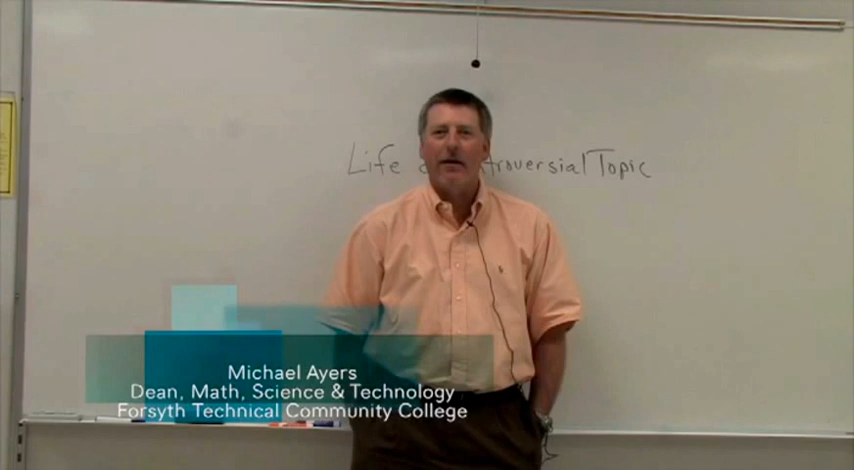 Life a troversial Topic
Michael Ayers
Dean, Math, Science & Technology
Forsyth Technical Community College